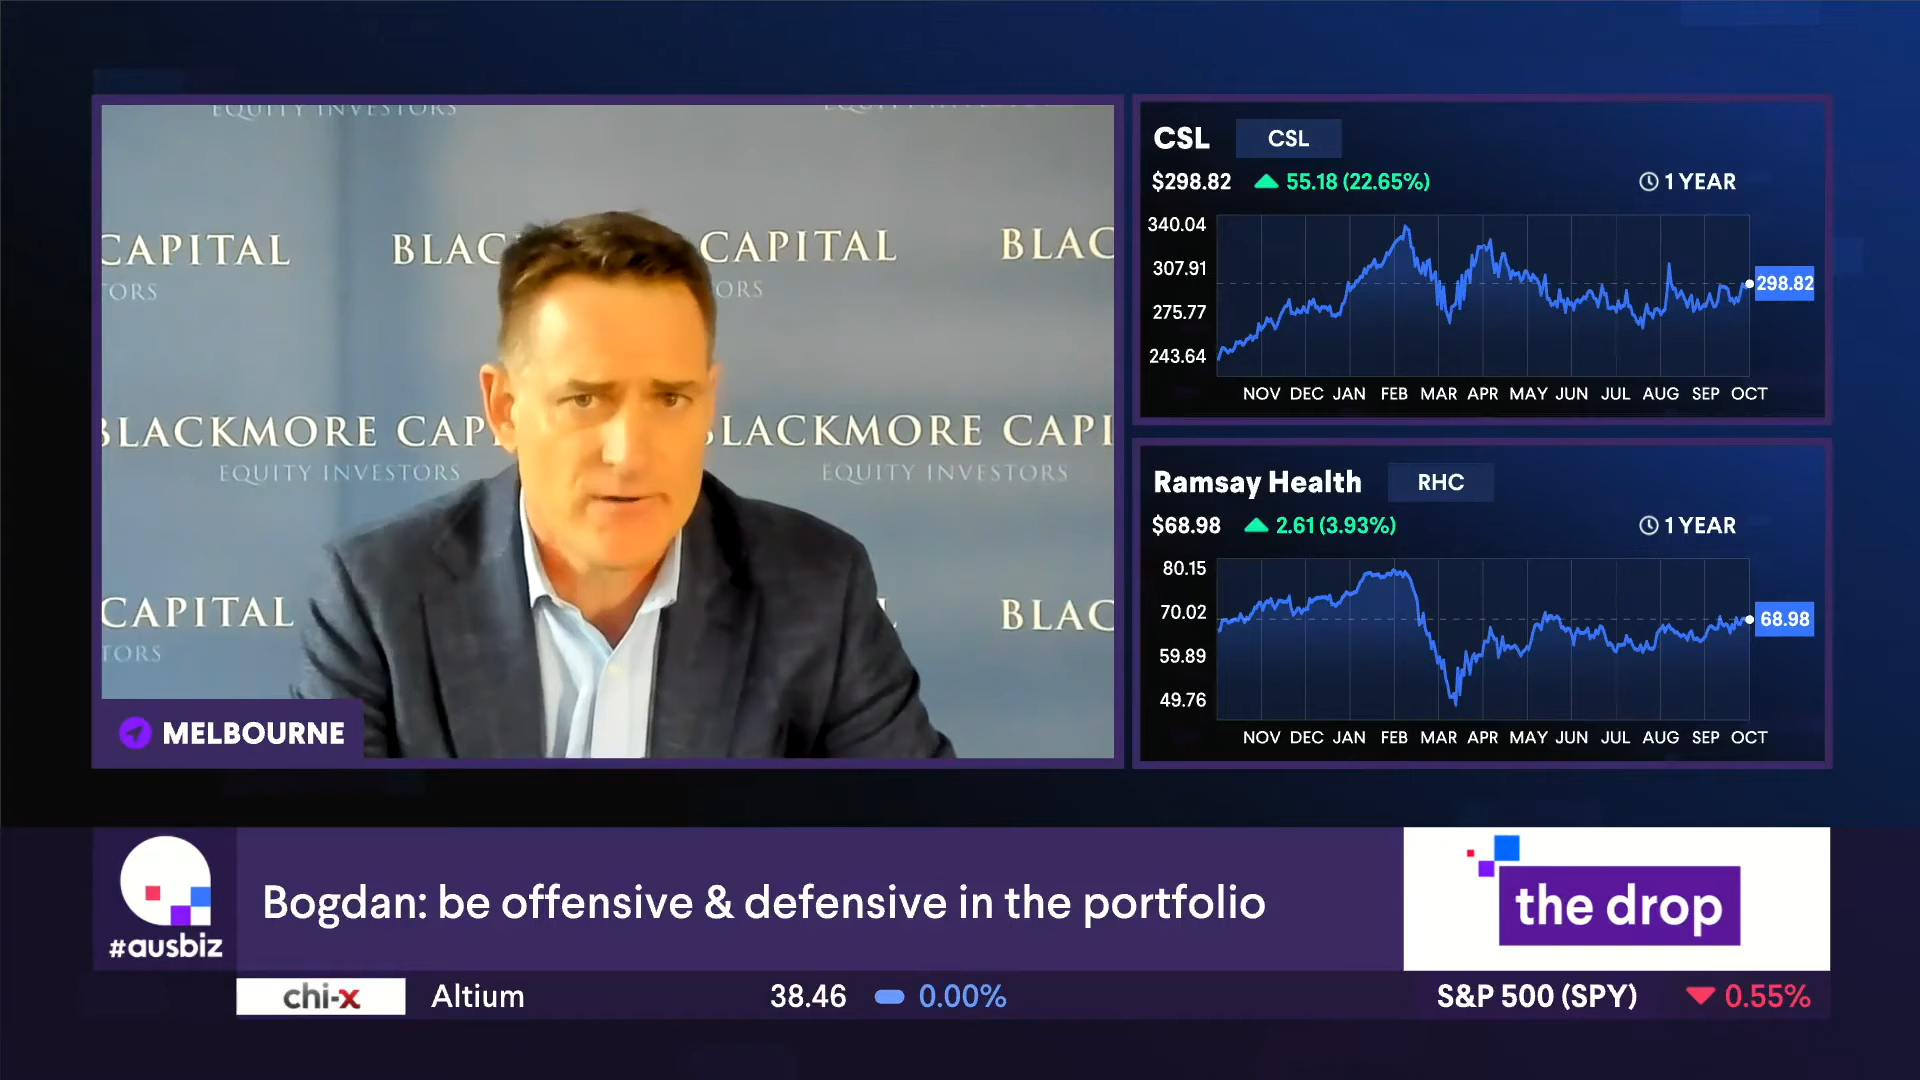 EQUITY INVESTORS
CAPITAL BLAC CAPITAL BLAC
TORS ORS
BLACKMORE CAP BLACKMORE CAPI
EQUITY INVESTORS EQUITY INVESTORS
CAPITAL BLAC
TORS
MELBOURNE
CSL CSL
$298.82 55.18 (22.65%) 1 YEAR
340.04
307.91
298.82
275.77
243.64
NOV DEC JAN FEB MAR APR MAY JUN JUL AUG SEP OCT
Ramsay Health RHC
$68.98 2.61 (3.93%) 1 YEAR
80.15
70.02
68.98
59.89
49.76
NOV DEC JAN FEB MAR APR MAY JUN JUL AUG SEP OCT
#ausbiz
Bogdan: be offensive & defensive in the portfolio
the drop
chi-x Altium 38.46 0.00% S&P 500 (SPY) 0.55%